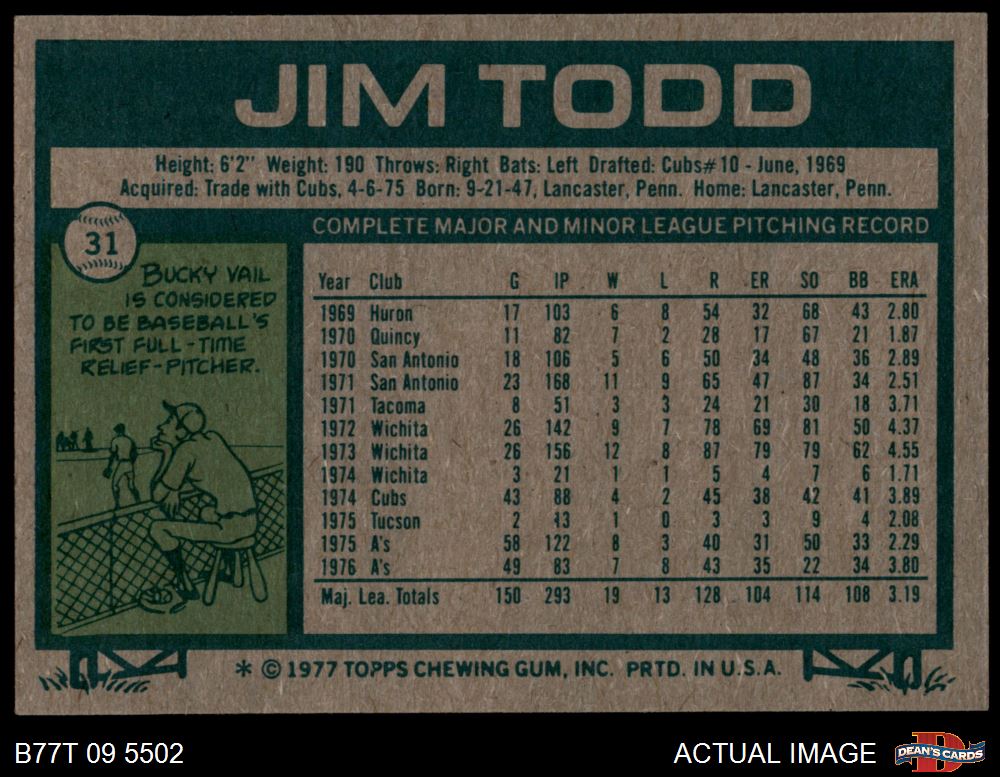 JIM TODD
Height: 6'2" Weight: 190 Throws: Right Bats: Left Drafted: Cubs#10 - June, 1969
Acquired: Trade with Cubs, 4-6-75 Born: 9-21-47, Lancaster, Penn. Home: Lancaster, Penn.
31
BUCKY VAIL
IS CONSIDERED
TO BE BASEBALL'S
FIRST FULL-TIME
RELIEF-PITCHER.
COMPLETE MAJOR AND MINOR LEAGUE PITCHING RECORD
Year Club G IP W L R ER SO BB ERA
1969 Huron 17 103 6 8 54 32 68 43 2.80
1970 Quincy 11 82 7 2 28 17 67 21 1.87
1970 San Antonio 18 106 5 6 50 34 48 36 2.89
1971 San Antonio 23 168 11 9 65 47 87 34 2.51
1971 Tacoma 8 51 3 3 24 21 30 18 3.71
1972 Wichita 26 142 9 7 78 69 81 50 4.37
1973 Wichita 26 156 12 8 87 79 79 62 4.55
1974 Wichita 3 21 1 1 5 4 7 6 1.71
1974 Cubs 43 88 4 2 45 38 42 41 3.89
1975 Tucson 2 13 1 0 3 3 9 4 2.08
1975 A's 58 122 8 3 40 31 50 33 2.29
1976 A's 49 83 7 8 43 35 22 34 3.80
Maj. Lea. Totals 150 293 19 13 128 104 114 108 3.19
* © 1977 TOPPS CHEWING GUM, INC. PRTD. IN U.S.A.
B77T 09 5502
ACTUAL IMAGE
D
DEAN'S CARDS